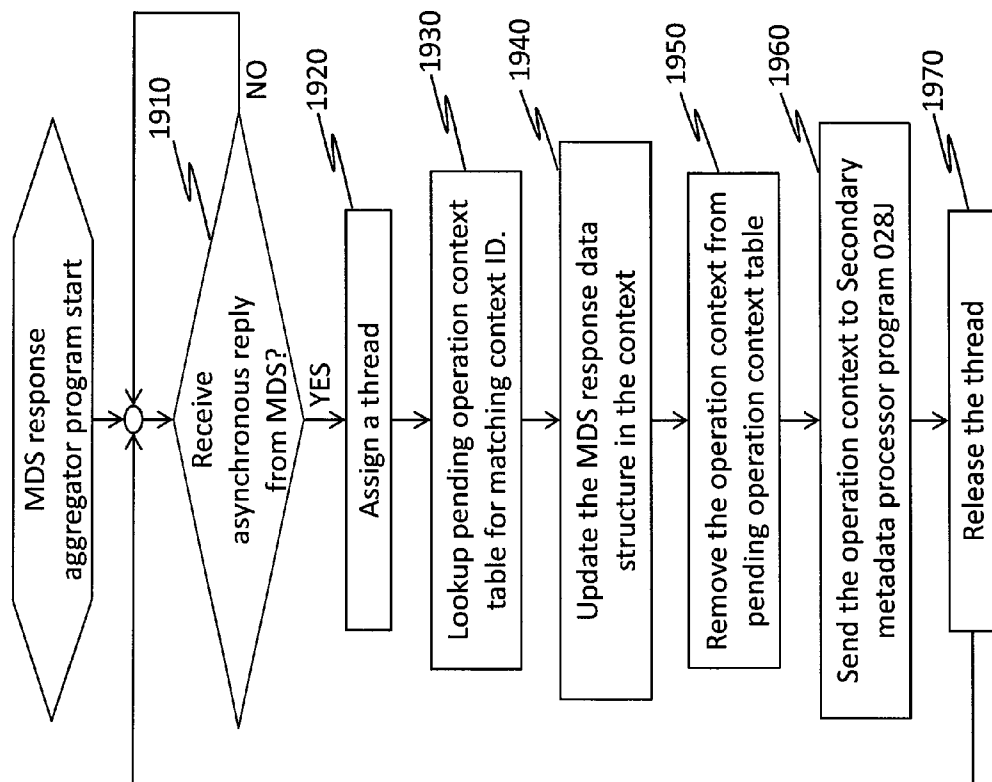 MDS response
aggregator program start
1910
Receive
asynchronous reply
from MDS?
NO
YES
1920
Assign a thread
1930
Lookup pending operation context
table for matching context ID.
1940
Update the MDS response data
structure in the context
1950
Remove the operation context from
pending operation context table
1960
Send the operation context to Secondary
metadata processor program 028J
1970
Release the thread